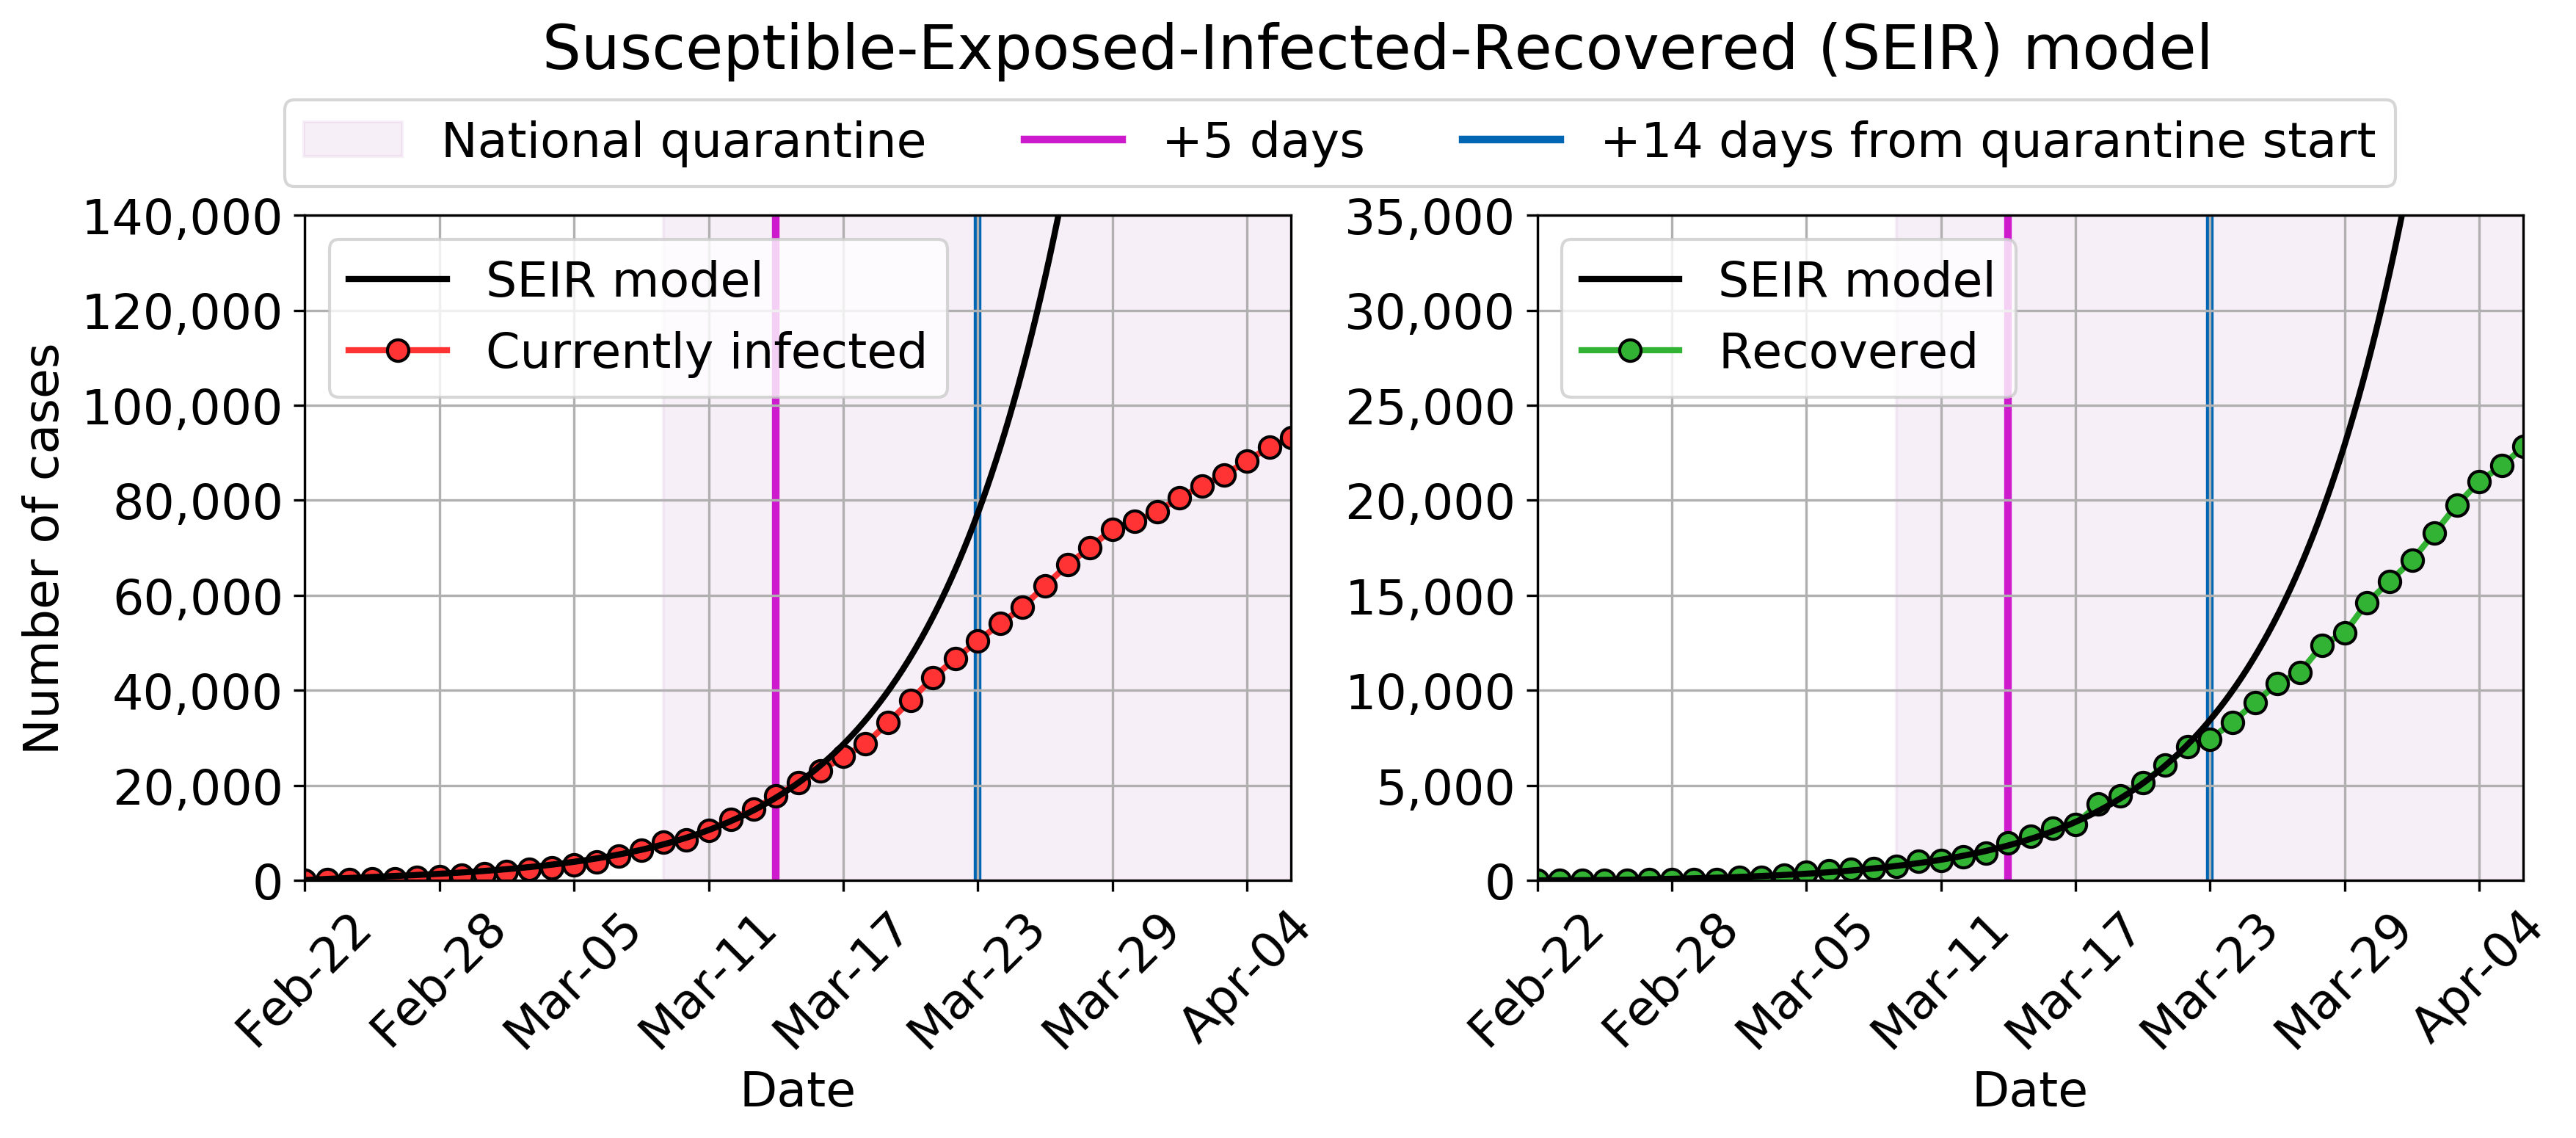 Susceptible-Exposed-Infected-Recovered (SEIR) model
National quarantine +5 days +14 days from quarantine start
Number of cases
140,000
120,000
100,000
80,000
60,000
40,000
20,000
0
SEIR model
Currently infected
Feb-22 Feb-28 Mar-05 Mar-11 Mar-17 Mar-23 Mar-29 Apr-04
Date
35,000
30,000
25,000
20,000
15,000
10,000
5,000
0
SEIR model
Recovered
Feb-22 Feb-28 Mar-05 Mar-11 Mar-17 Mar-23 Mar-29 Apr-04
Date